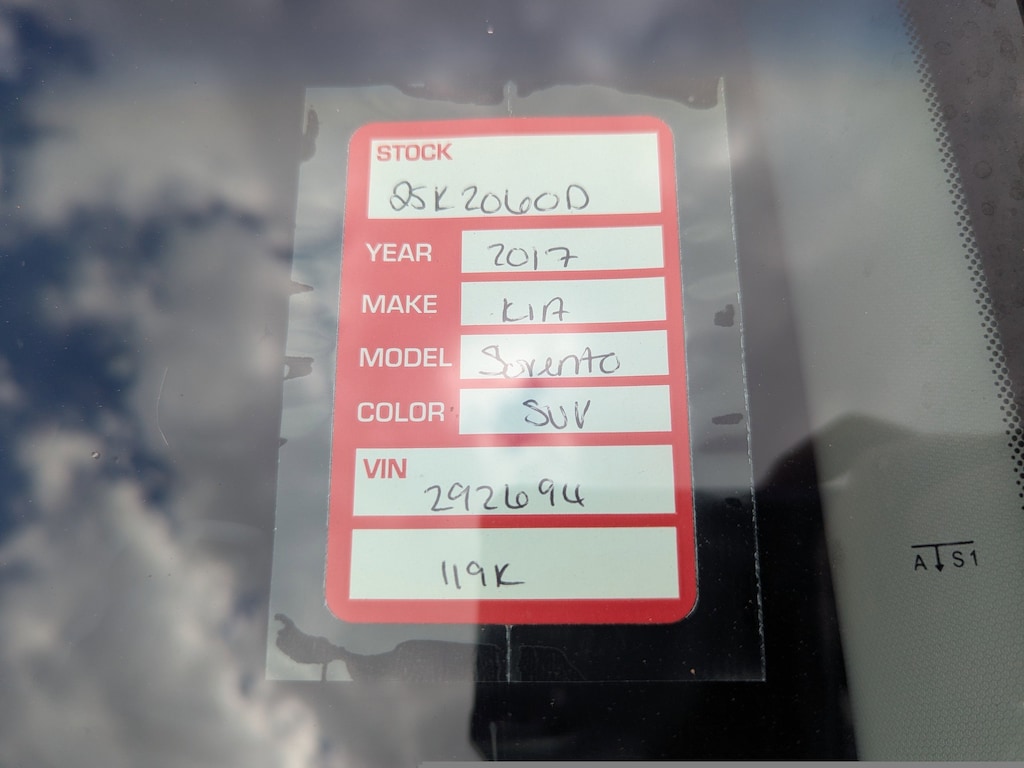 STOCK
25K2060D
YEAR 2017
MAKE KIA
MODEL Sorento
COLOR SUV
VIN
292694
119K
AS1